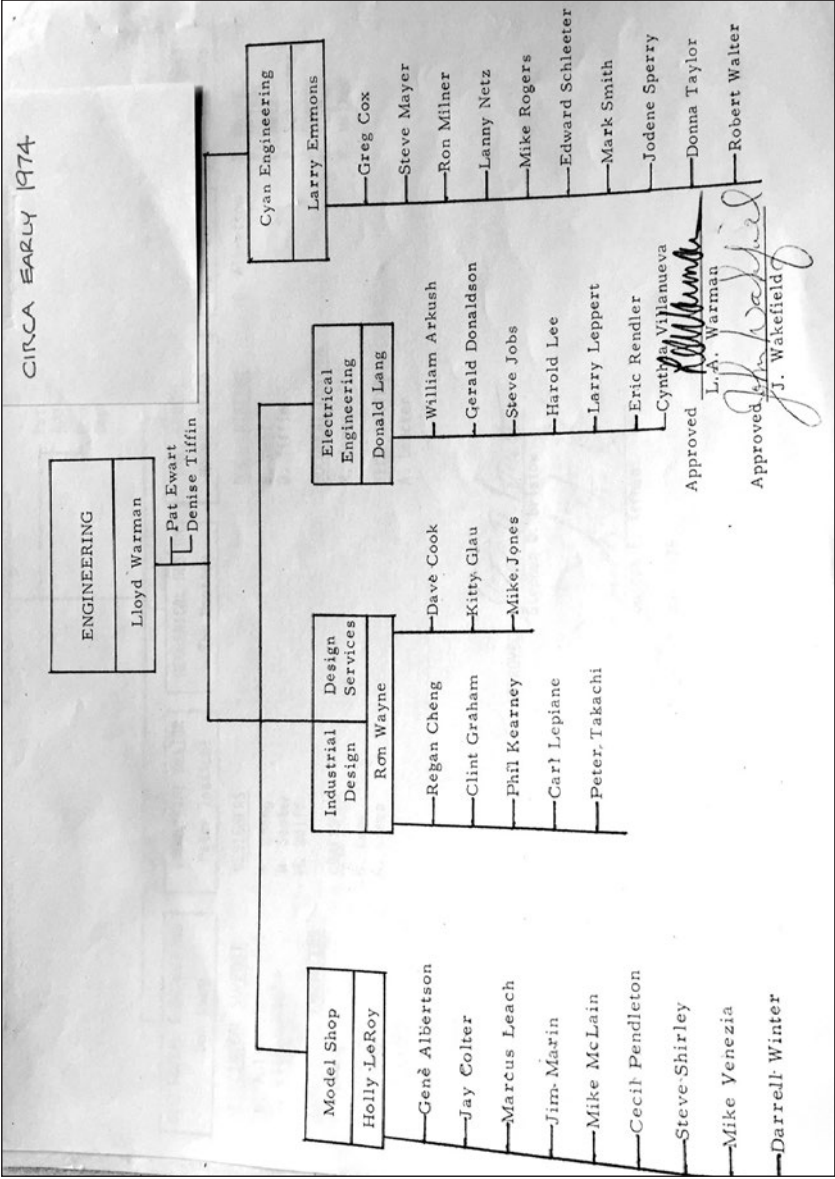 CIRCA EARLY 1974
ENGINEERING
Lloyd Warman
Pat Ewart
Denise Tiffin
Model Shop
Holly LeRoy
Gene Albertson
Jay Colter
Marcus Leach
Jim Marin
Mike McLain
Cecil Pendleton
Steve Shirley
Mike Venezia
Darrell Winter
Industrial
Design
Design
Services
Ron Wayne
Regan Cheng
Clint Graham
Phil Kearney
Carl Lepiane
Peter Takachi
Dave Cook
Kitty Glau
Mike Jones
Electrical
Engineering
Donald Lang
William Arkush
Gerald Donaldson
Steve Jobs
Harold Lee
Larry Leppert
Eric Rendler
Cynthia Villanueva
Cyan Engineering
Larry Emmons
Greg Cox
Steve Mayer
Ron Milner
Lanny Netz
Mike Rogers
Edward Schleeter
Mark Smith
Jodene Sperry
Donna Taylor
Robert Walter
Approved
L.A. Warman
Approved
John Wakefield
J. Wakefield